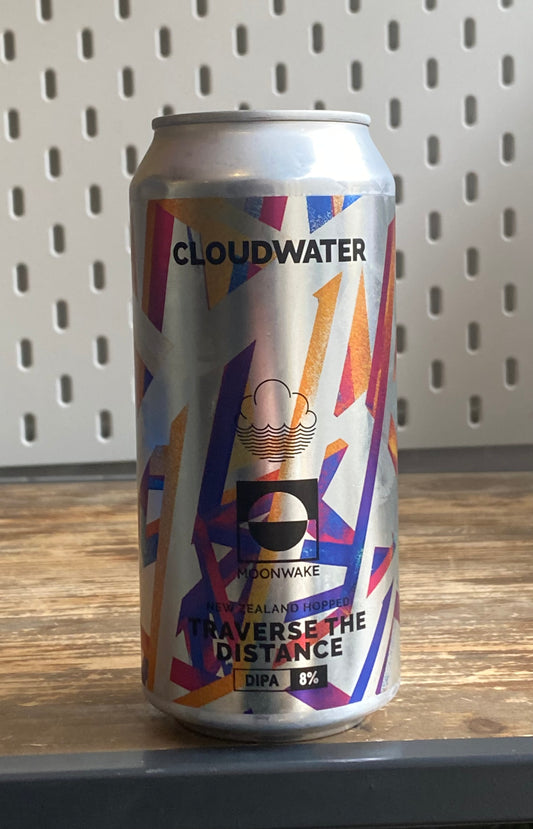 CLOUDWATER
MOONWAKE
NEW ZEALAND HOPPED
TRAVERSE THE
DISTANCE
DIPA 8%